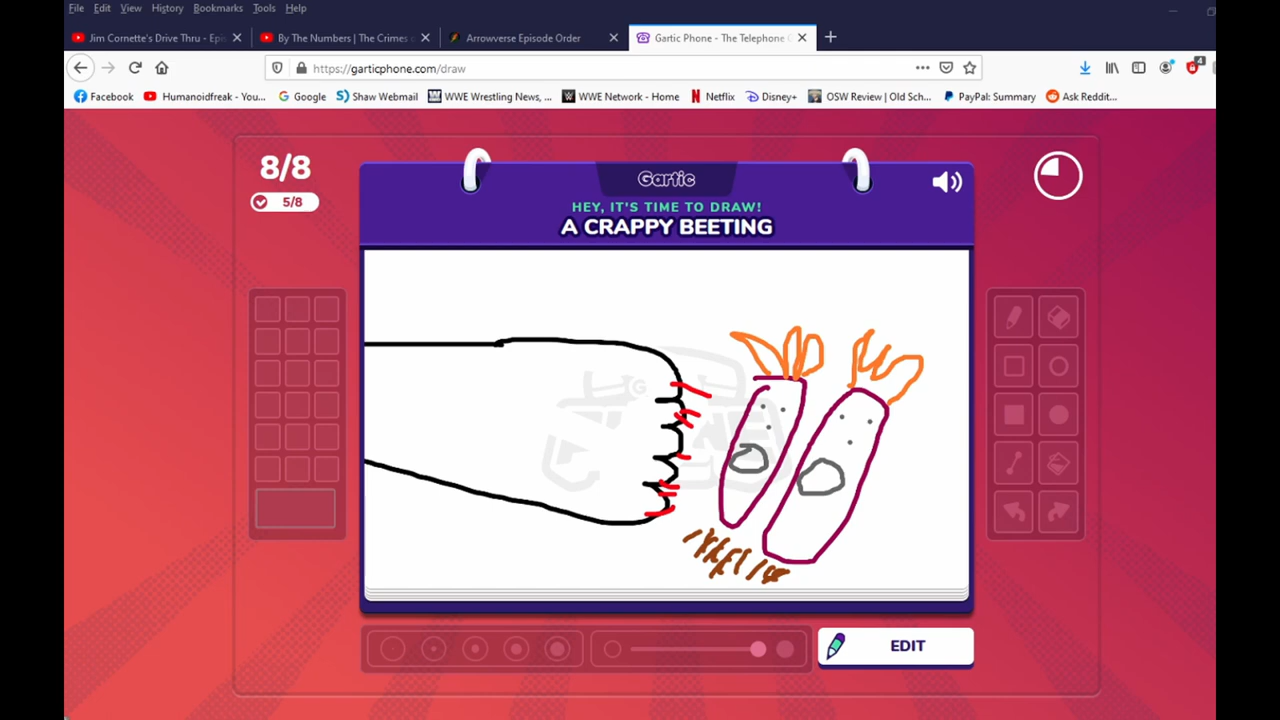 File Edit View History Bookmarks Tools Help
Jim Cornette's Drive Thru - Epi
By The Numbers | The Crimes o
Arrowverse Episode Order
Gartic Phone - The Telephone G
https://garticphone.com/draw
4
Facebook
Humanoidfreak - You...
Google
Shaw Webmail
WWE Wrestling News, ...
WWE Network - Home
Netflix
Disney+
OSW Review | Old Sch...
PayPal: Summary
Ask Reddit...
8/8
5/8
Gartic
HEY, IT'S TIME TO DRAW!
A CRAPPY BEETING
G
EDIT